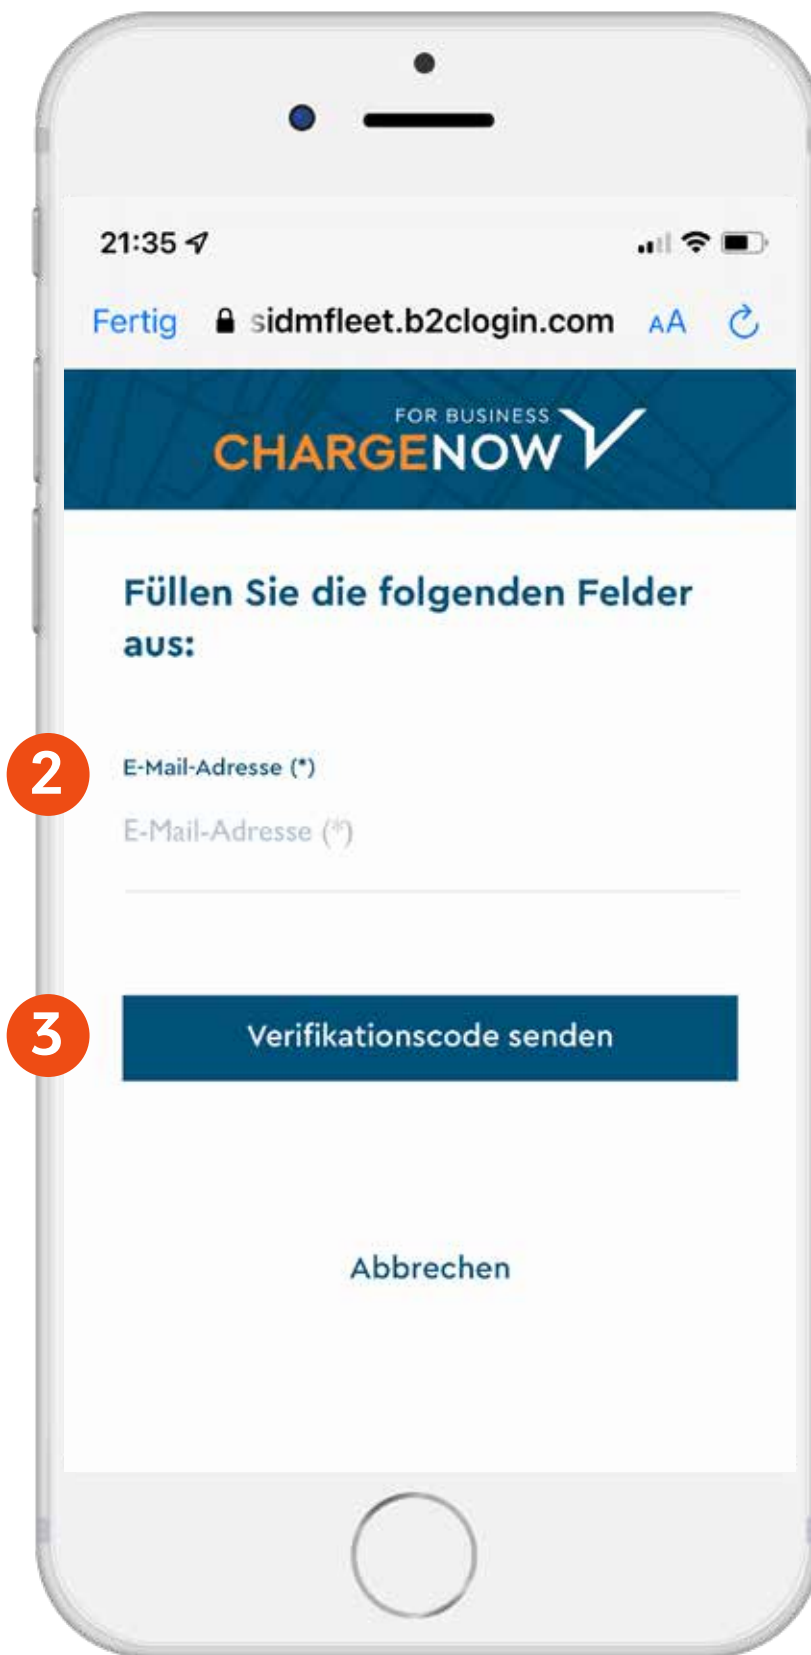 21:35
Fertig sidmfleet.b2clogin.com AA
FOR BUSINESS
CHARGENOW
Füllen Sie die folgenden Felder
aus:
2
E-Mail-Adresse (*)
E-Mail-Adresse (*)
3
Verifikationscode senden
Abbrechen